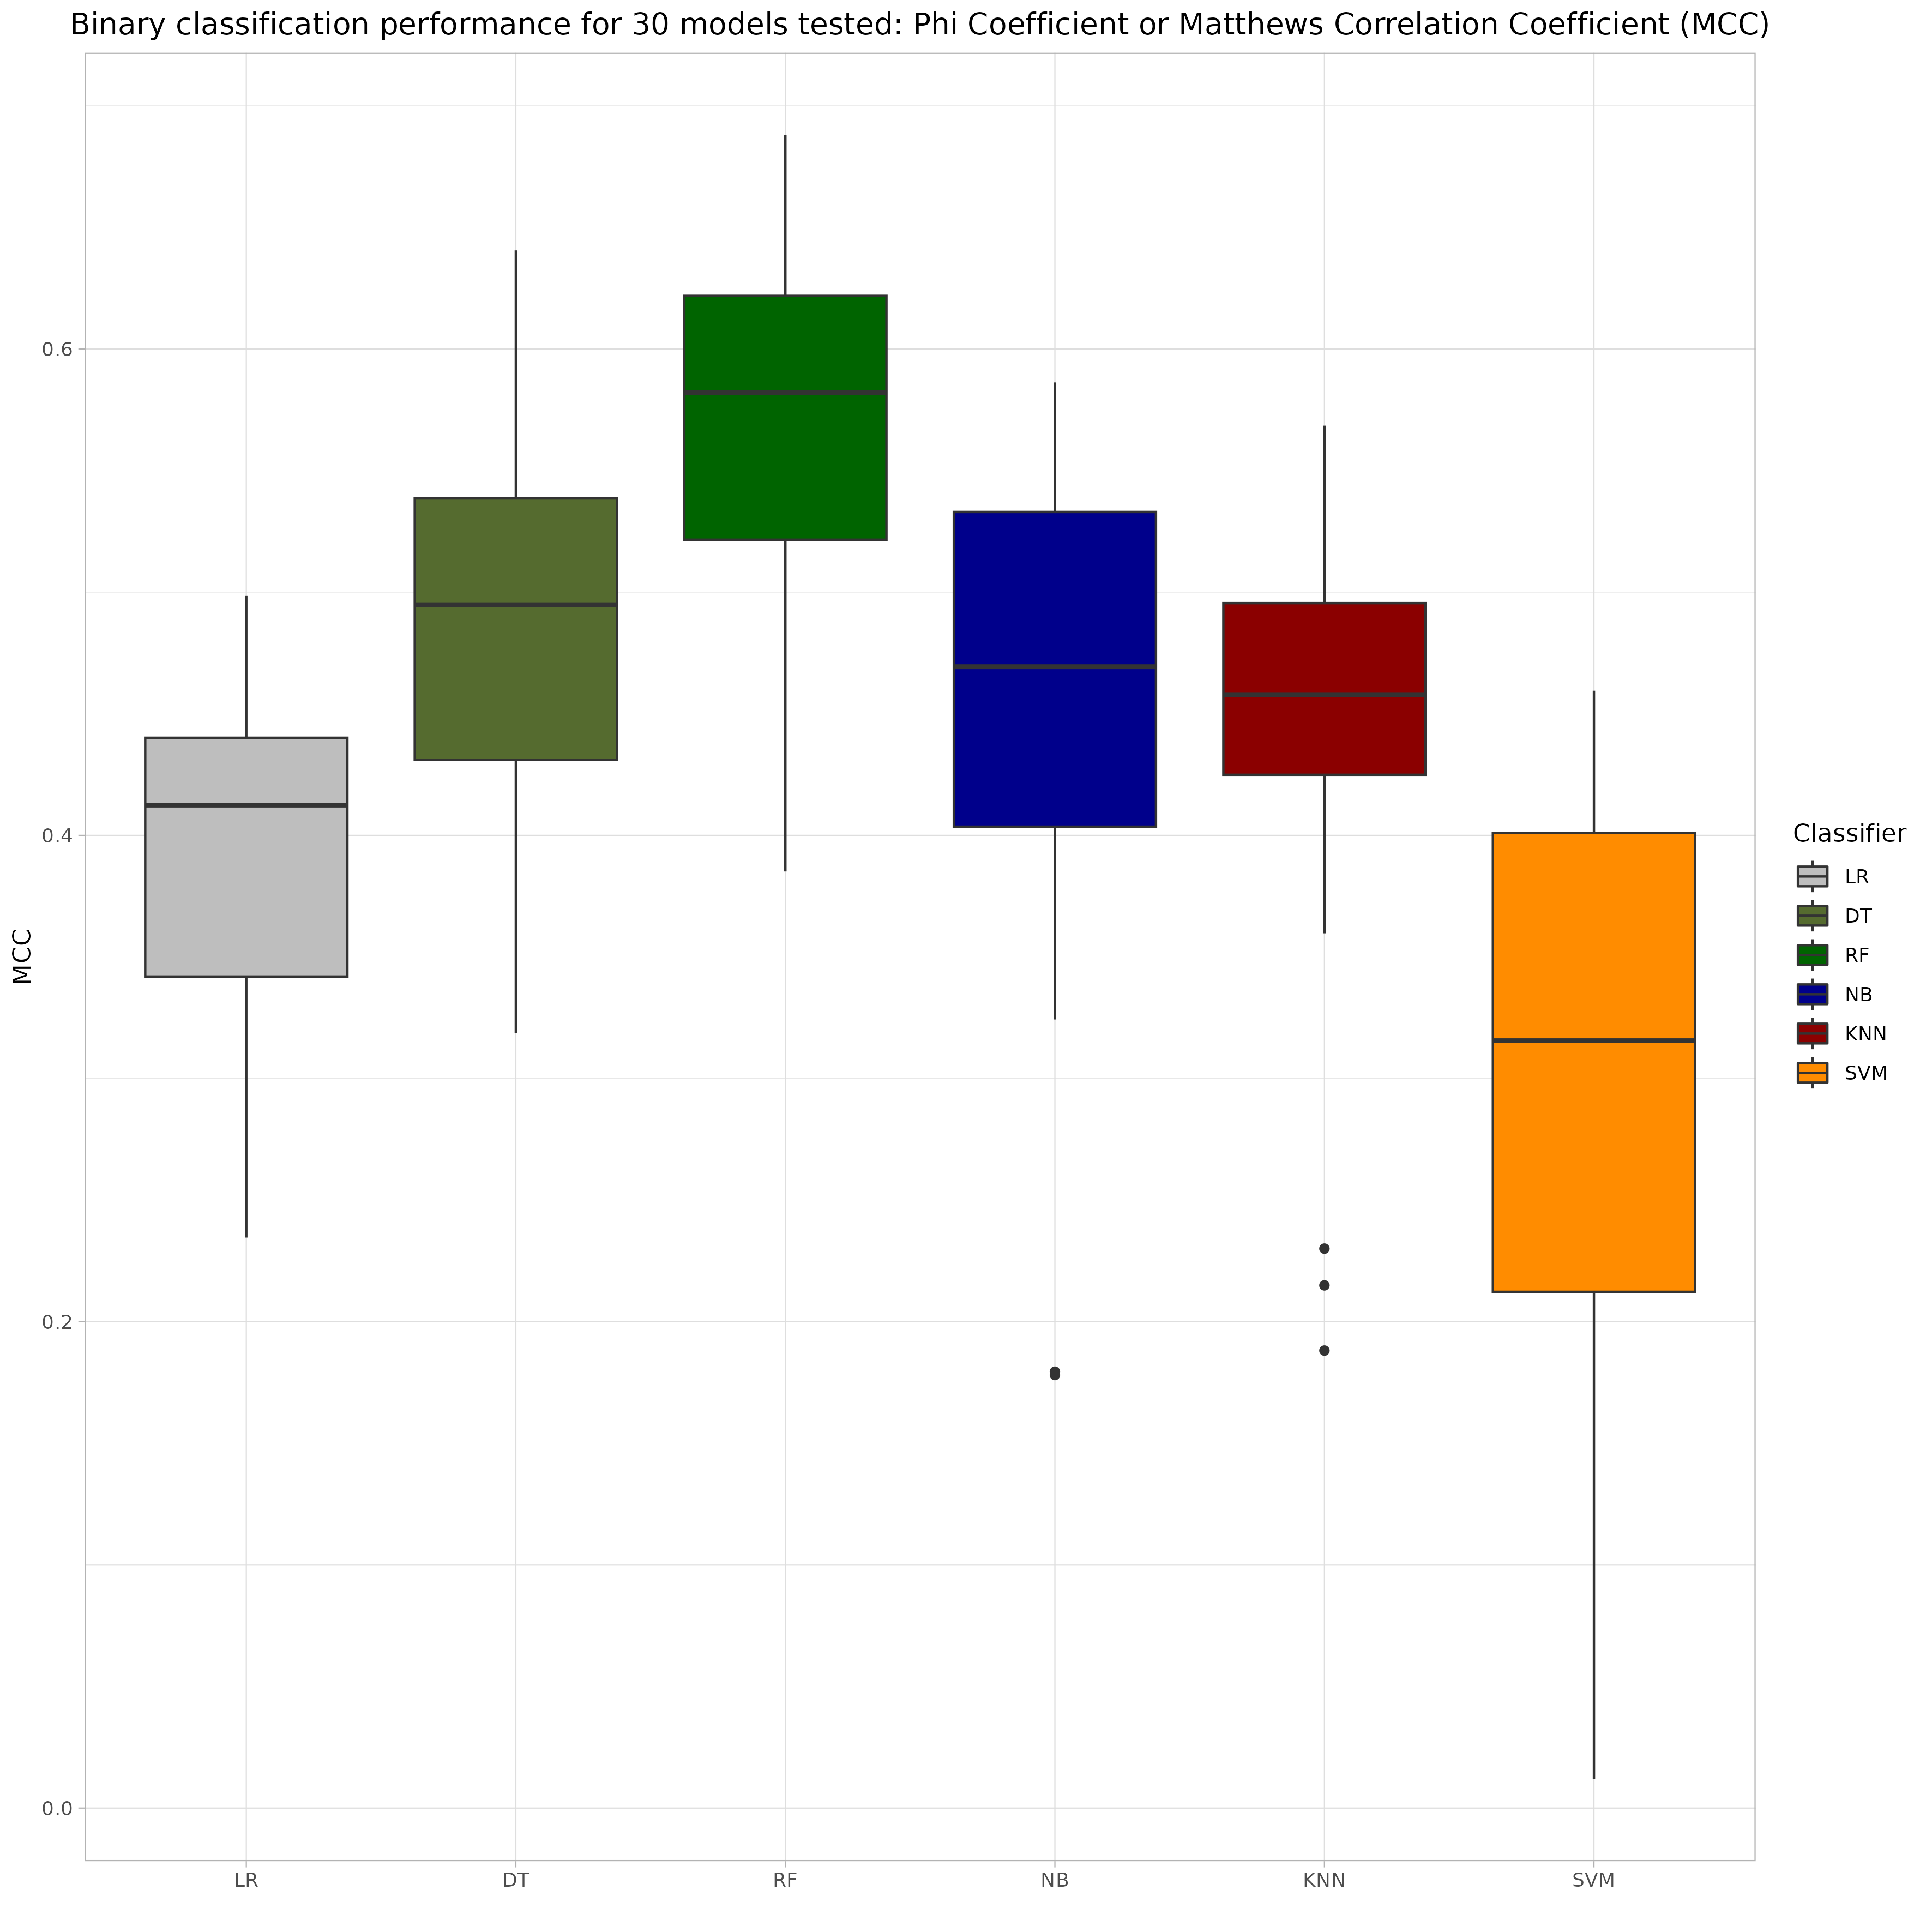 Binary classification performance for 30 models tested: Phi Coefficient or Matthews Correlation Coefficient (MCC)
MCC
0.6
0.4
0.2
0.0
LR DT RF NB KNN SVM
Classifier
LR
DT
RF
NB
KNN
SVM